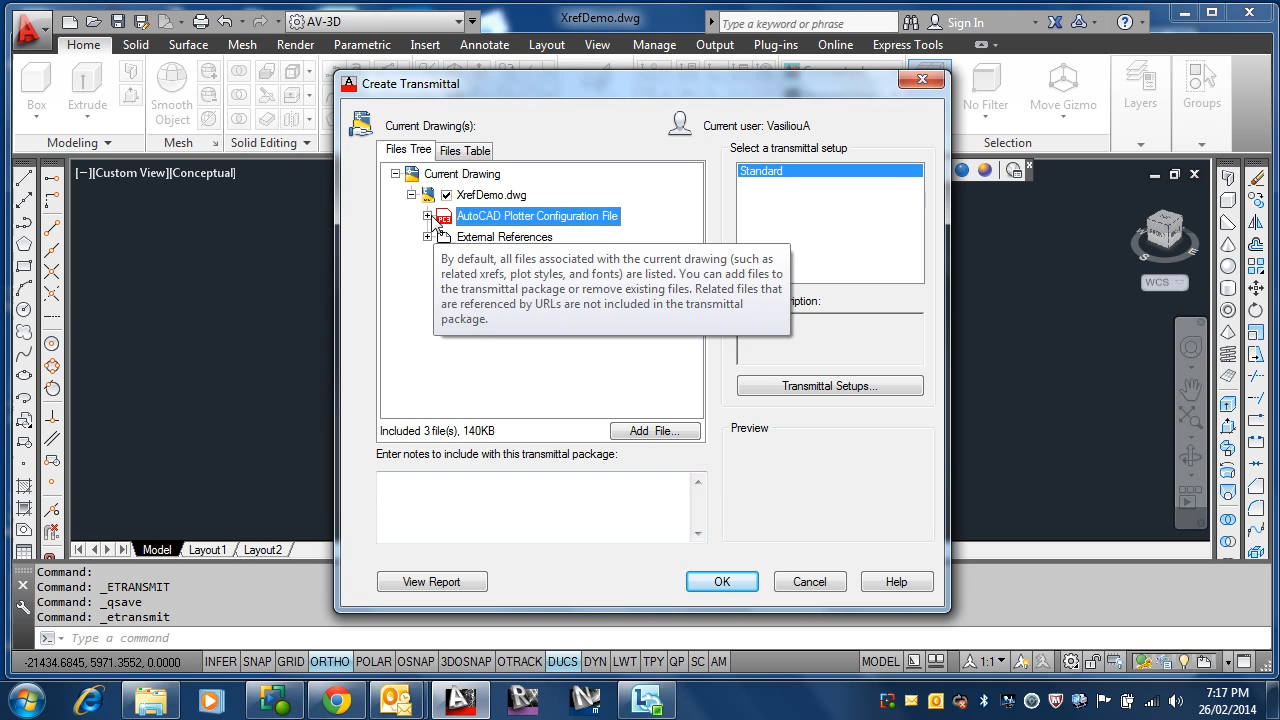 AV-3D
XrefDemo.dwg
Type a keyword or phrase
Sign In
Home
Solid
Surface
Mesh
Render
Parametric
Insert
Annotate
Layout
View
Manage
Output
Plug-ins
Online
Express Tools
Box
Extrude
Smooth
Object
No Filter
Move Gizmo
Layers
Groups
Modeling
Mesh
Solid Editing
Selection
[−][Custom View][Conceptual]
Create Transmittal
Current Drawing(s):
Current user: VasiliouA
Files Tree
Files Table
Current Drawing
XrefDemo.dwg
PC3
AutoCAD Plotter Configuration File
External References
By default, all files associated with the current drawing (such as
related xrefs, plot styles, and fonts) are listed. You can add files to
the transmittal package or remove existing files. Related files that
are referenced by URLs are not included in the transmittal
package.
Included 3 file(s), 140KB
Add File...
Enter notes to include with this transmittal package:
View Report
Select a transmittal setup
Standard
Transmittal Setups...
Preview
OK
Cancel
Help
WCS
Model
Layout1
Layout2
Command:
Command: _ETRANSMIT
Command: _qsave
Command: _etransmit
Type a command
-21434.6845, 5971.3552, 0.0000
INFER
SNAP
GRID
ORTHO
POLAR
OSNAP
3DOSNAP
OTRACK
DUCS
DYN
LWT
TPY
QP
SC
AM
MODEL
1:1
7:17 PM
26/02/2014